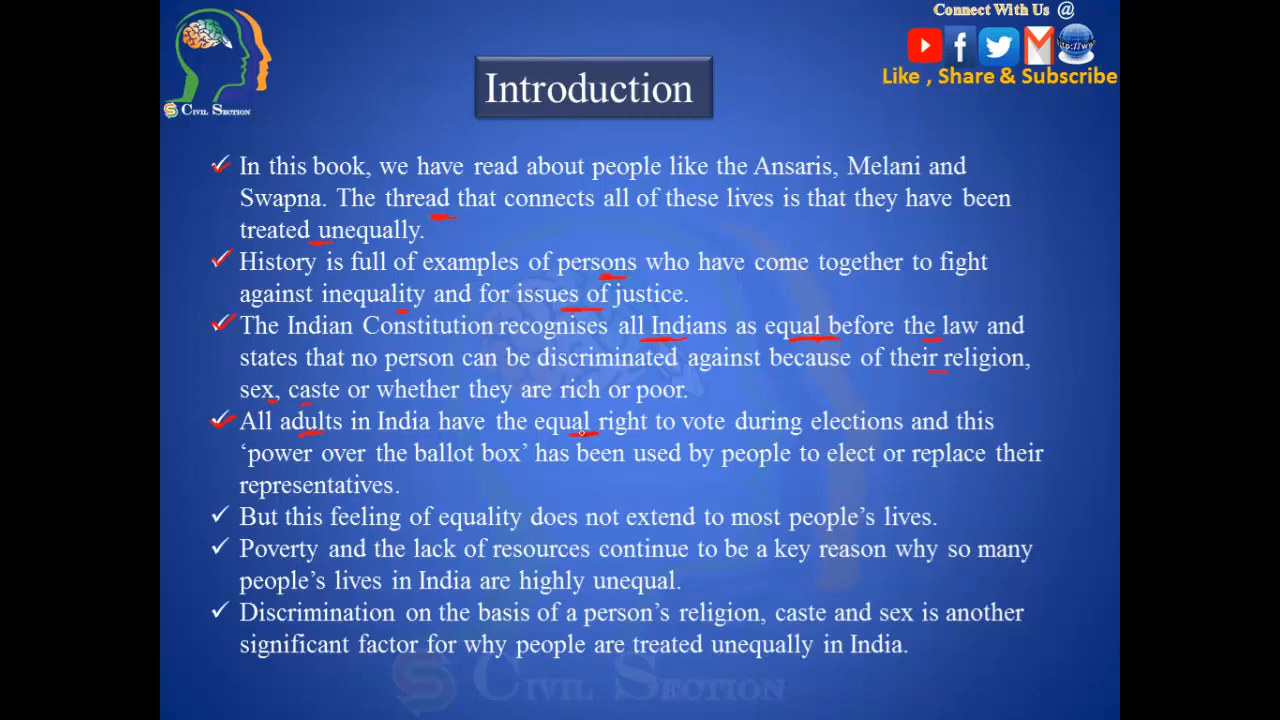 Connect With Us @
http://ww
Like , Share & Subscribe
S Civil Section
Introduction
✓ In this book, we have read about people like the Ansaris, Melani and
Swapna. The thread that connects all of these lives is that they have been
treated unequally.
✓ History is full of examples of persons who have come together to fight
against inequality and for issues of justice.
✓ The Indian Constitution recognises all Indians as equal before the law and
states that no person can be discriminated against because of their religion,
sex, caste or whether they are rich or poor.
✓ All adults in India have the equal right to vote during elections and this
‘power over the ballot box’ has been used by people to elect or replace their
representatives.
✓ But this feeling of equality does not extend to most people’s lives.
✓ Poverty and the lack of resources continue to be a key reason why so many
people’s lives in India are highly unequal.
✓ Discrimination on the basis of a person’s religion, caste and sex is another
significant factor for why people are treated unequally in India.
S Civil Section